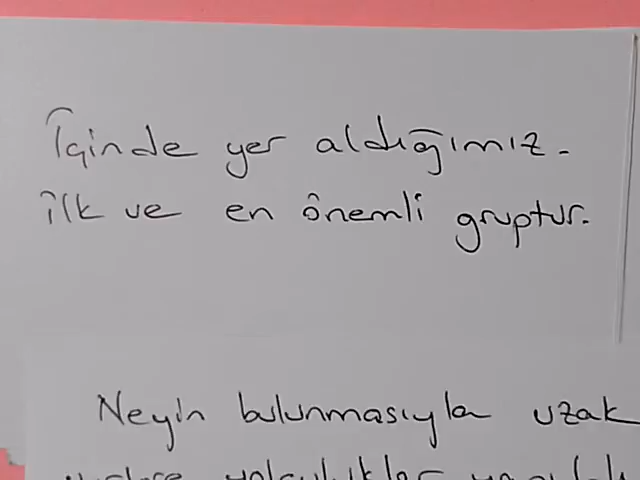 İçinde yer aldığımız.
ilk ve en önemli gruptur.
Neyin bulunmasıyla uzak